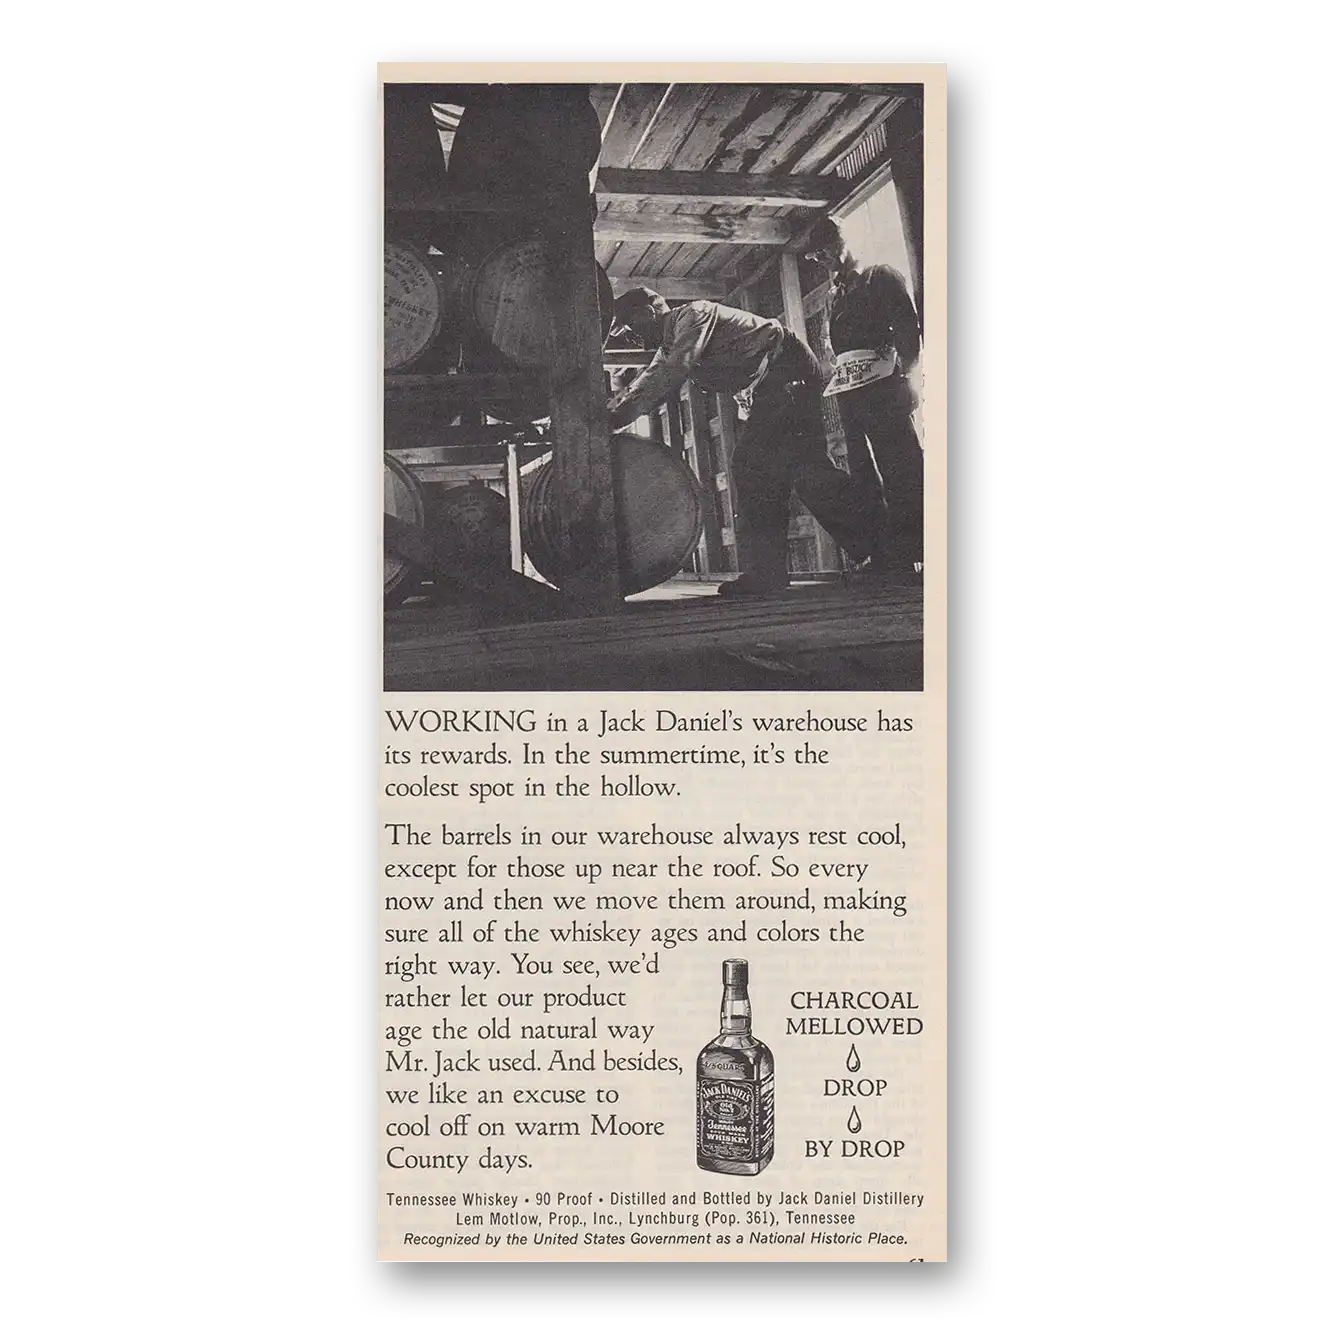 WHISKEY
WORKING in a Jack Daniel's warehouse has
its rewards. In the summertime, it's the
coolest spot in the hollow.
The barrels in our warehouse always rest cool,
except for those up near the roof. So every
now and then we move them around, making
sure all of the whiskey ages and colors the
right way. You see, we'd
rather let our product
age the old natural way
Mr. Jack used. And besides,
we like an excuse to
cool off on warm Moore
County days.
JACK DANIEL'S
Tennessee
WHISKEY
CHARCOAL
MELLOWED
DROP
BY DROP
Tennessee Whiskey • 90 Proof • Distilled and Bottled by Jack Daniel Distillery
Lem Motlow, Prop., Inc., Lynchburg (Pop. 361), Tennessee
Recognized by the United States Government as a National Historic Place.